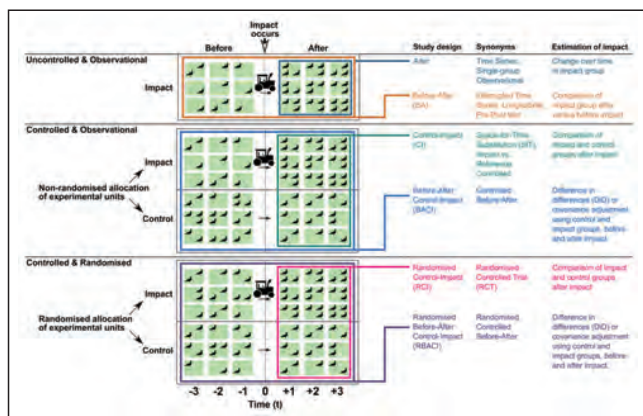 Impact
occurs
Before
After
Study design
Synonyms
Estimation of impact
Uncontrolled & Observational
Impact
After
Time Series,
Single-group
Observational
Change over time
in impact group
Before-After
(BA)
Interrupted Time
Series, Longitudinal,
Comparison of
impact group after
versus before impact
Controlled & Observational
Impact
Non-randomised allocation
of experimental units
Control
Control-Impact
(CI)
Space-for-Time
Substitution
Impact vs.
Reference
Comparison of
impact and control
groups after impact
Before-After
Control-Impact
(BACI)
Controlled
Before-After
Difference in
differences (DiD) or
covariance adjustment
using control and
impact groups, before
and after impact
Controlled & Randomised
Impact
Randomised allocation
of experimental units
Control
Randomised
Control-Impact
(RCI)
Randomised
Controlled Trial
(RCT)
Comparison of impact
and control groups
after impact
Randomised
Before-After
Control-Impact
(RBACI)
Randomised
Controlled
Before-After
Difference in
differences (DiD) or
covariance adjustment
using control and
impact groups, before
and after impact.
-3 -2 -1 0 +1 +2 +3
Time (t)